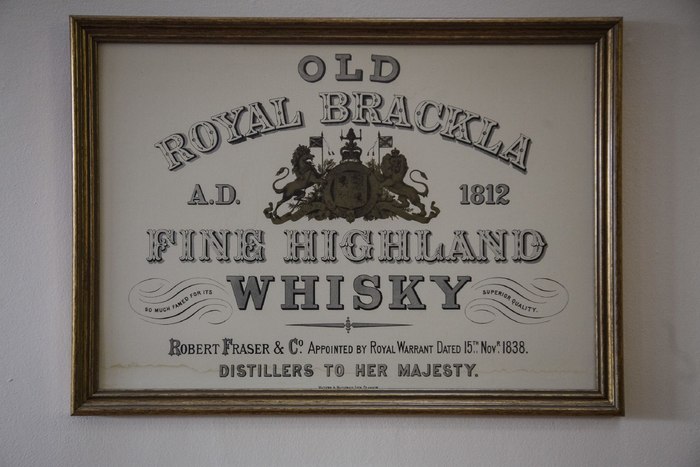 OLD
ROYAL BRACKLA
A.D. 1812
FINE HIGHLAND
WHISKY
SO MUCH FAMED FOR ITS SUPERIOR QUALITY.
ROBERT FRASER & Co. APPOINTED BY ROYAL WARRANT DATED 15TH NOVR. 1838.
DISTILLERS TO HER MAJESTY.